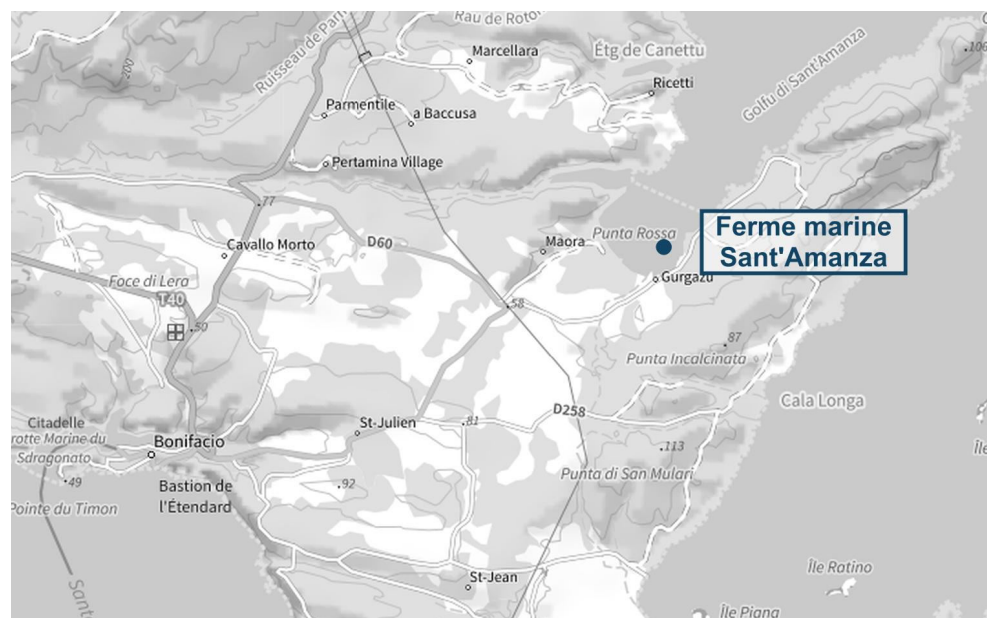 Ruisseau de Parm
Rau de Rotor
Marcellara
Étg de Canettu
Golfu di Sant'Amanza
106
200
Ricetti
Parmentile
a Baccusa
Pertamina Village
77
Cavallo Morto
D60
Maora
Punta Rossa
Ferme marine
Sant'Amanza
Gurgazu
Foce di Lera
T40
50
58
87
Punta Incalcinata
Cala Longa
D258
Citadelle
rotte Marine du
Sdragonato
49
Pointe du Timon
Bonifacio
St-Julien
81
113
Bastion de
l'Étendard
92
Punta di San Mulari
Île
Sant
St-Jean
Île Ratino
Île Piana